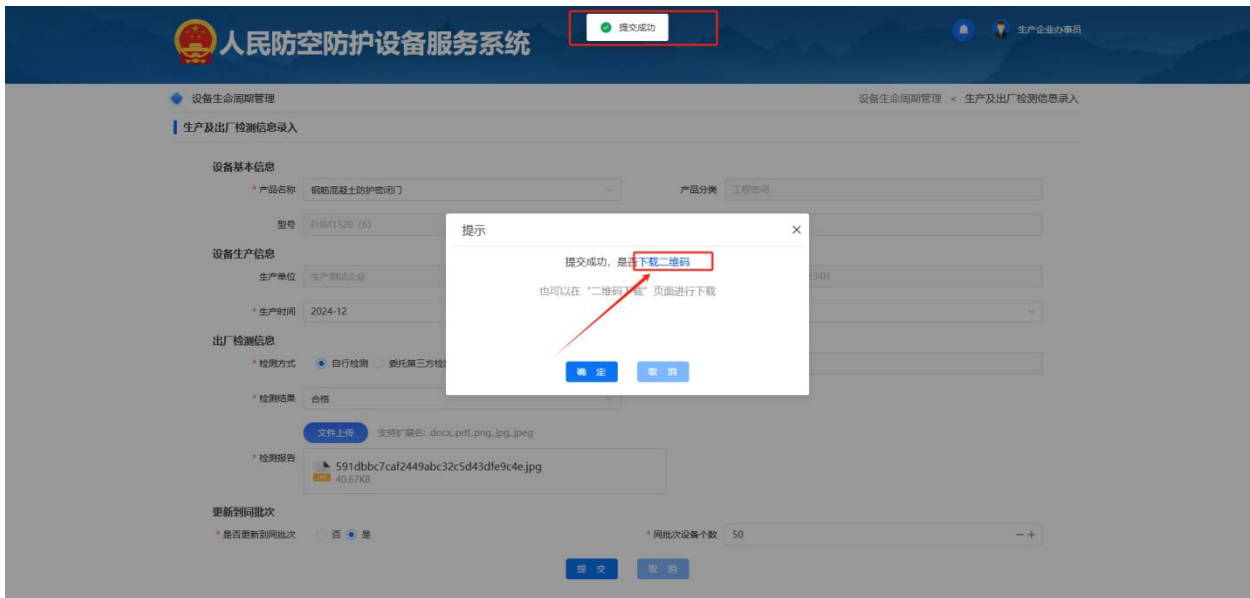 提交成功
人民防空防护设备服务系统
生产企业办事员
设备生命周期管理
设备生命周期管理 < 生产及出厂检测信息录入
生产及出厂检测信息录入
设备基本信息
* 产品名称 钢筋混凝土防护密闭门
产品分类 工程密闭
型号 FHM1520 (6)
提示
×
提交成功，是否下载二维码
也可以在“二维码下载”页面进行下载
确 定
取 消
设备生产信息
生产单位 生产测试企业
* 生产时间 2024-12
出厂检测信息
* 检测方式 自行检测 委托第三方检
* 检测结果 合格
文件上传 支持扩展名: .docx,.pdf,.png,.jpg,.jpeg
* 检测报告
591dbbc7caf2449abc32c5d43dfe9c4e.jpg
40.67KB
更新到同批次
* 是否更新到同批次 否 是
* 同批次设备个数 50 − +
提 交
取 消